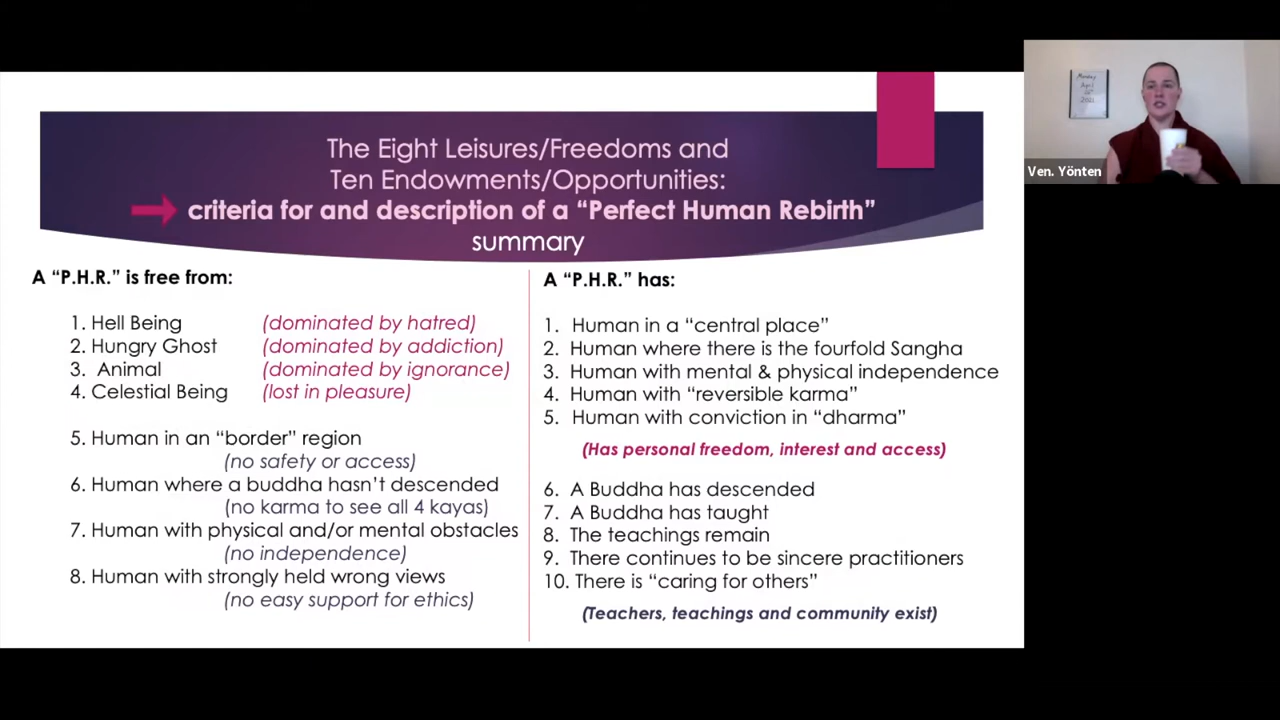 The Eight Leisures/Freedoms and
Ten Endowments/Opportunities:
criteria for and description of a “Perfect Human Rebirth”
summary
A “P.H.R.” is free from:
1. Hell Being (dominated by hatred)
2. Hungry Ghost (dominated by addiction)
3. Animal (dominated by ignorance)
4. Celestial Being (lost in pleasure)
5. Human in an “border” region
(no safety or access)
6. Human where a buddha hasn’t descended
(no karma to see all 4 kayas)
7. Human with physical and/or mental obstacles
(no independence)
8. Human with strongly held wrong views
(no easy support for ethics)
A “P.H.R.” has:
1. Human in a “central place”
2. Human where there is the fourfold Sangha
3. Human with mental & physical independence
4. Human with “reversible karma”
5. Human with conviction in “dharma”
(Has personal freedom, interest and access)
6. A Buddha has descended
7. A Buddha has taught
8. The teachings remain
9. There continues to be sincere practitioners
10. There is “caring for others”
(Teachers, teachings and community exist)
Monday
April
2021
Ven. Yönten